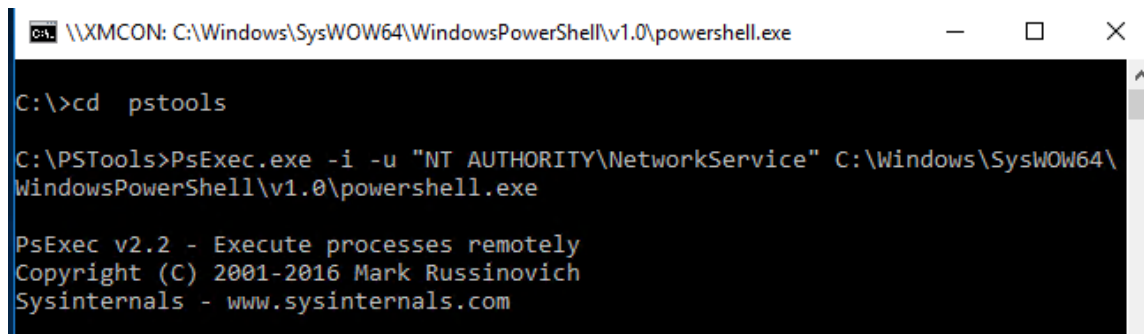 \\XMCON: C:\Windows\SysWOW64\WindowsPowerShell\v1.0\powershell.exe
C:\>cd  pstools
C:\PSTools>PsExec.exe -i -u "NT AUTHORITY\NetworkService" C:\Windows\SysWOW64\
WindowsPowerShell\v1.0\powershell.exe
PsExec v2.2 - Execute processes remotely
Copyright (C) 2001-2016 Mark Russinovich
Sysinternals - www.sysinternals.com